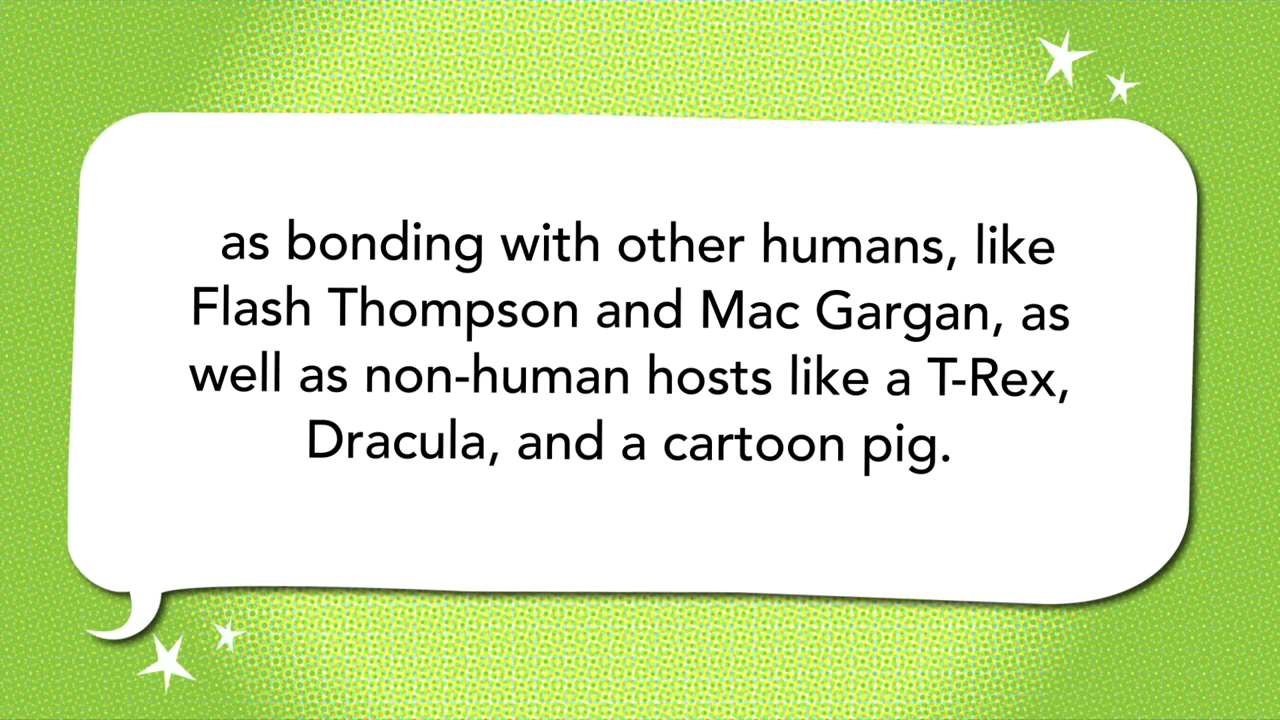 as bonding with other humans, like
Flash Thompson and Mac Gargan, as
well as non-human hosts like a T-Rex,
Dracula, and a cartoon pig.